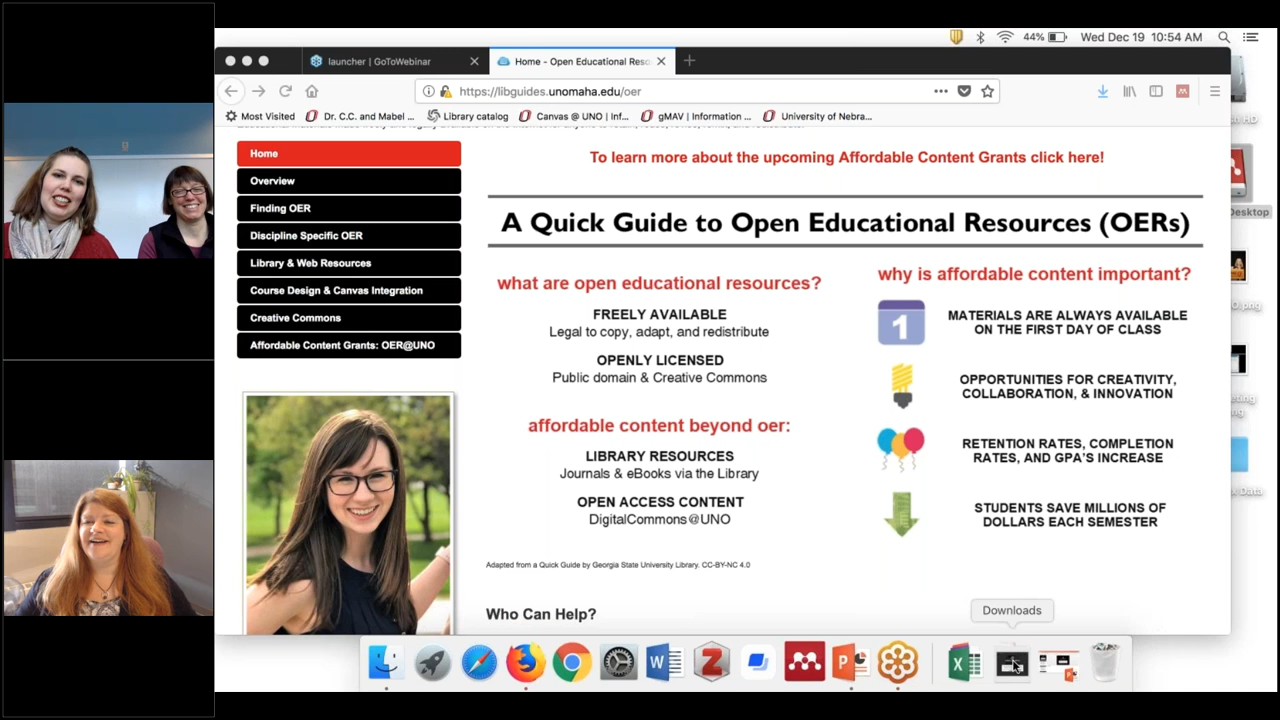 44%
Wed Dec 19 10:54 AM
launcher | GoToWebinar
Home - Open Educational Reso
https://libguides.unomaha.edu/oer
Most Visited
Dr. C.C. and Mabel ...
Library catalog
Canvas @ UNO | Inf...
gMAV | Information ...
University of Nebra...
Home
Overview
Finding OER
Discipline Specific OER
Library & Web Resources
Course Design & Canvas Integration
Creative Commons
Affordable Content Grants: OER@UNO
To learn more about the upcoming Affordable Content Grants click here!
A Quick Guide to Open Educational Resources (OERs)
what are open educational resources?
FREELY AVAILABLE
Legal to copy, adapt, and redistribute
OPENLY LICENSED
Public domain & Creative Commons
affordable content beyond oer:
LIBRARY RESOURCES
Journals & eBooks via the Library
OPEN ACCESS CONTENT
DigitalCommons@UNO
why is affordable content important?
1
MATERIALS ARE ALWAYS AVAILABLE
ON THE FIRST DAY OF CLASS
OPPORTUNITIES FOR CREATIVITY,
COLLABORATION, & INNOVATION
RETENTION RATES, COMPLETION
RATES, AND GPA'S INCREASE
STUDENTS SAVE MILLIONS OF
DOLLARS EACH SEMESTER
Adapted from a Quick Guide by Georgia State University Library. CC-BY-NC 4.0
Who Can Help?
Downloads
Desktop